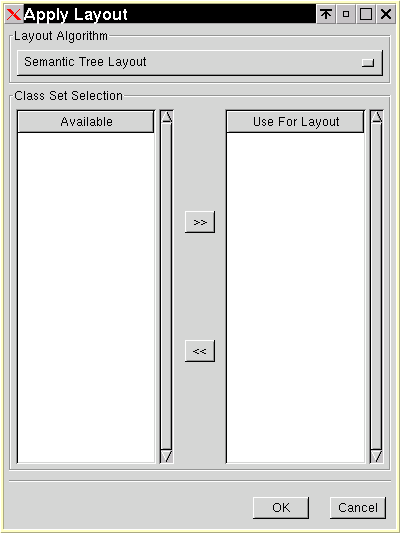 Apply Layout
Layout Algorithm
Semantic Tree Layout
Class Set Selection
Available
Use For Layout
>>
<<
OK
Cancel